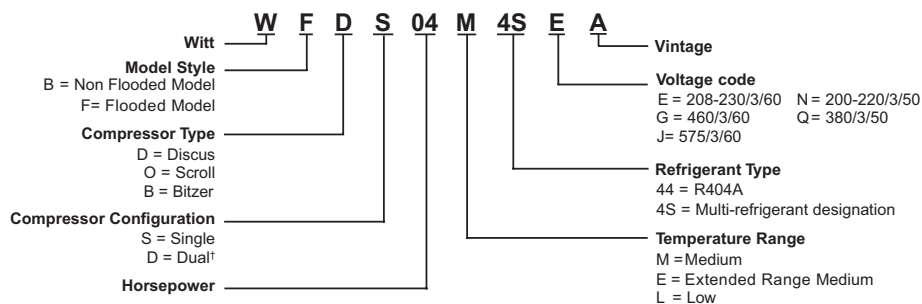 W F D S 04 M 4S E A
Witt
Model Style
B = Non Flooded Model
F= Flooded Model
Compressor Type
D = Discus
O = Scroll
B = Bitzer
Compressor Configuration
S = Single
D = Dual†
Horsepower
Vintage
Voltage code
E = 208-230/3/60 N = 200-220/3/50
G = 460/3/60 Q = 380/3/50
J= 575/3/60
Refrigerant Type
44 = R404A
4S = Multi-refrigerant designation
Temperature Range
M =Medium
E = Extended Range Medium
L = Low